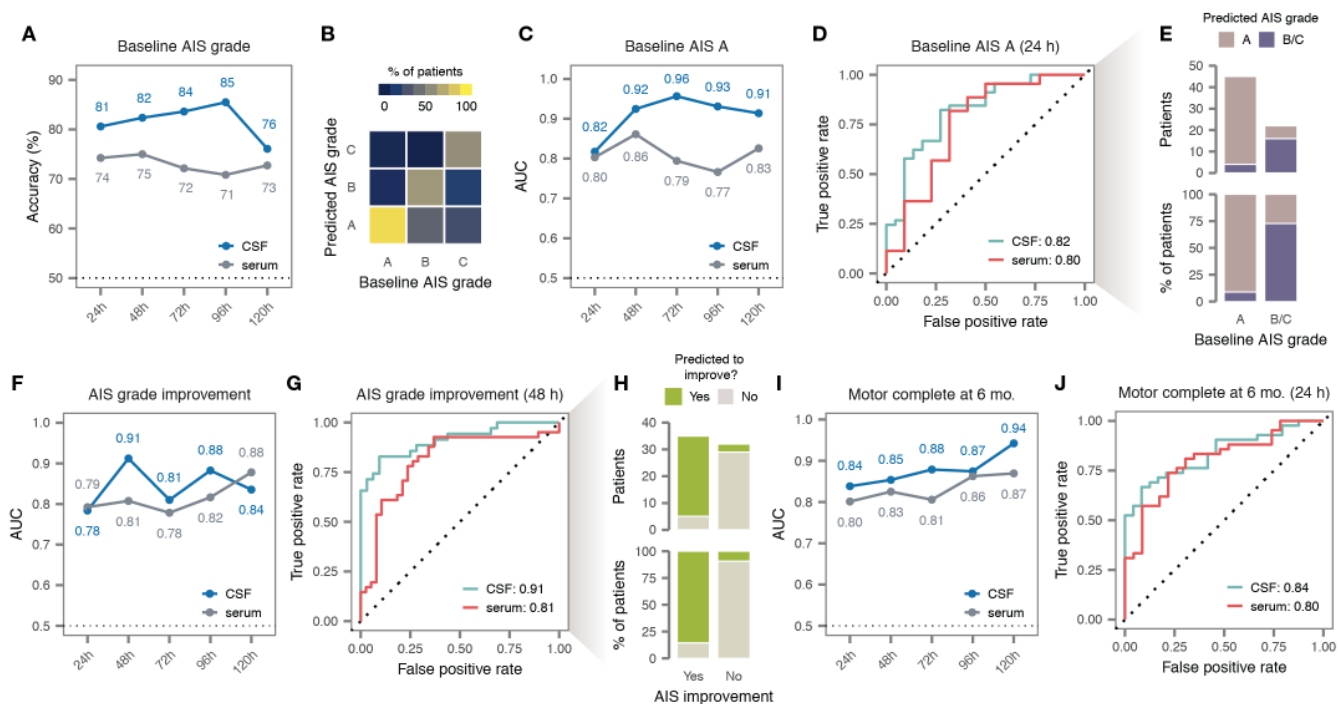 A
Baseline AIS grade
Accuracy (%)
90
80
70
60
50
81
82
84
85
76
74
75
72
71
73
CSF
serum
24h
48h
72h
96h
120h
B
% of patients
0
50
100
Predicted AIS grade
C
B
A
A
B
C
Baseline AIS grade
C
Baseline AIS A
AUC
1.0
0.9
0.8
0.7
0.6
0.5
0.82
0.92
0.96
0.93
0.91
0.80
0.86
0.79
0.77
0.83
CSF
serum
24h
48h
72h
96h
120h
D
Baseline AIS A (24 h)
True positive rate
1.00
0.75
0.50
0.25
0.00
CSF: 0.82
serum: 0.80
0.00
0.25
0.50
0.75
1.00
False positive rate
E
Predicted AIS grade
A
B/C
Patients
50
40
30
20
10
0
% of patients
100
75
50
25
0
A
B/C
Baseline AIS grade
F
AIS grade improvement
AUC
1.0
0.9
0.8
0.7
0.6
0.5
0.79
0.91
0.81
0.88
0.88
0.78
0.81
0.78
0.82
0.84
CSF
serum
24h
48h
72h
96h
120h
G
AIS grade improvement (48 h)
True positive rate
1.00
0.75
0.50
0.25
0.00
CSF: 0.91
serum: 0.81
0.00
0.25
0.50
0.75
1.00
False positive rate
H
Predicted to
improve?
Yes
No
Patients
40
30
20
10
0
% of patients
100
75
50
25
0
Yes
No
AIS improvement
I
Motor complete at 6 mo.
AUC
1.0
0.9
0.8
0.7
0.6
0.5
0.84
0.85
0.88
0.87
0.94
0.80
0.83
0.81
0.86
0.87
CSF
serum
24h
48h
72h
96h
120h
J
Motor complete at 6 mo. (24 h)
True positive rate
1.00
0.75
0.50
0.25
0.00
CSF: 0.84
serum: 0.80
0.00
0.25
0.50
0.75
1.00
False positive rate